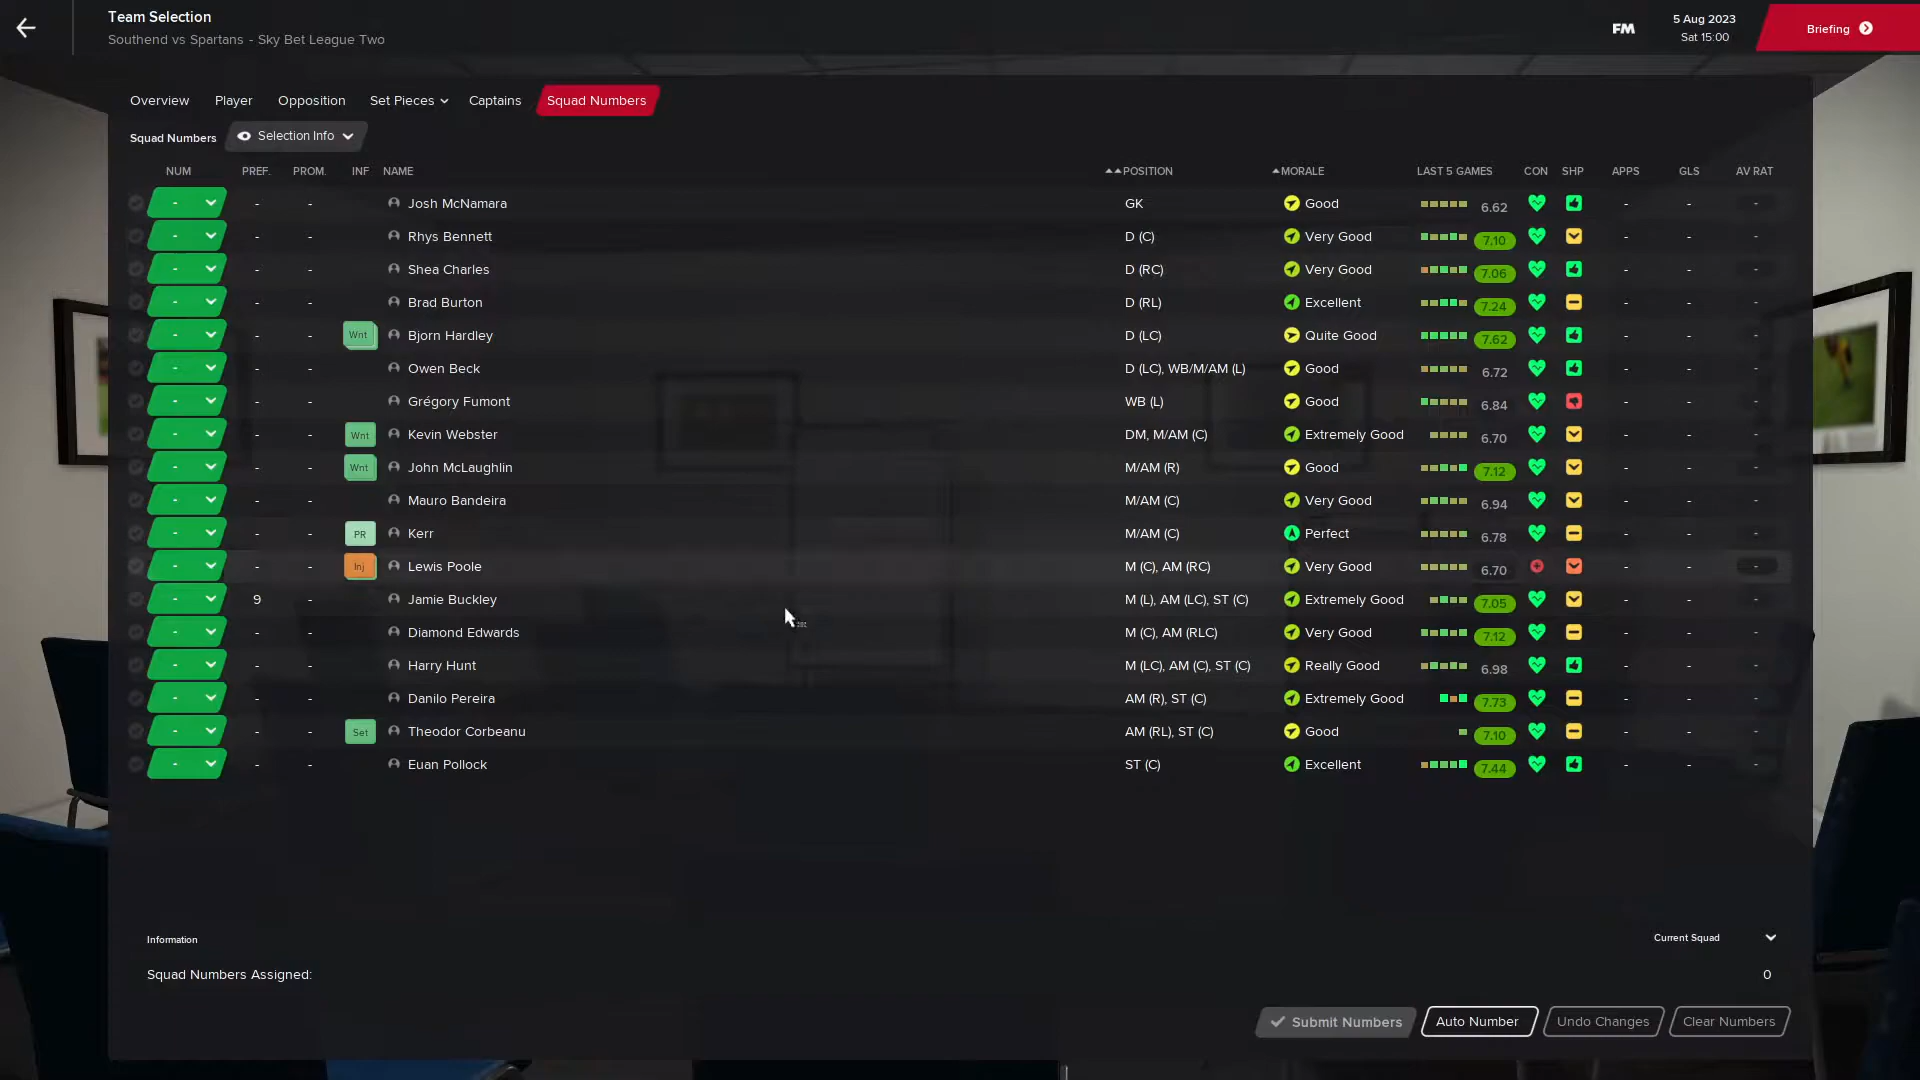 Team Selection
Southend vs Spartans - Sky Bet League Two
FM
5 Aug 2023
Sat 15:00
Briefing
Overview Player Opposition Set Pieces Captains Squad Numbers
Squad Numbers Selection Info
NUM PREF. PROM. INF NAME POSITION MORALE LAST 5 GAMES CON SHP APPS GLS AV RAT
- - - Josh McNamara GK Good 6.62 - - -
- - - Rhys Bennett D (C) Very Good 7.10 - - -
- - - Shea Charles D (RC) Very Good 7.06 - - -
- - - Brad Burton D (RL) Excellent 7.24 - - -
- - - Wnt Bjorn Hardley D (LC) Quite Good 7.62 - - -
- - - Owen Beck D (LC), WB/M/AM (L) Good 6.72 - - -
- - - Grégory Fumont WB (L) Good 6.84 - - -
- - - Wnt Kevin Webster DM, M/AM (C) Extremely Good 6.70 - - -
- - - Wnt John McLaughlin M/AM (R) Good 7.12 - - -
- - - Mauro Bandeira M/AM (C) Very Good 6.94 - - -
- - - PR Kerr M/AM (C) Perfect 6.78 - - -
- - - Inj Lewis Poole M (C), AM (RC) Very Good 6.70 - - -
- 9 - Jamie Buckley M (L), AM (LC), ST (C) Extremely Good 7.05 - - -
- - - Diamond Edwards M (C), AM (RLC) Very Good 7.12 - - -
- - - Harry Hunt M (LC), AM (C), ST (C) Really Good 6.98 - - -
- - - Danilo Pereira AM (R), ST (C) Extremely Good 7.73 - - -
- - - Set Theodor Corbeanu AM (RL), ST (C) Good 7.10 - - -
- - - Euan Pollock ST (C) Excellent 7.44 - - -
Information Current Squad
Squad Numbers Assigned: 0
Submit Numbers Auto Number Undo Changes Clear Numbers